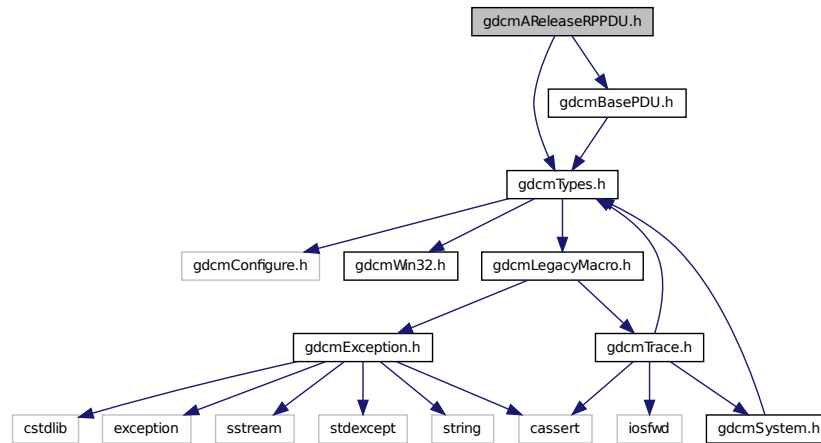 gdcmAReleaseRPPDU.h
gdcmBasePDU.h
gdcmTypes.h
gdcmConfigure.h
gdcmWin32.h
gdcmLegacyMacro.h
gdcmException.h
gdcmTrace.h
cstdlib
exception
sstream
stdexcept
string
cassert
iosfwd
gdcmSystem.h